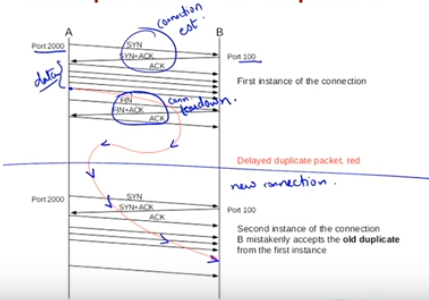 connection
est.
A
B
Port 2000
SYN
SYN+ACK
ACK
Port 100
data
First instance of the connection
FIN
FIN+ACK
ACK
conn.
teardown.
Delayed duplicate packet, red
new connection.
Port 2000
SYN
SYN+ACK
ACK
Port 100
Second instance of the connection
B mistakenly accepts the old duplicate
from the first instance